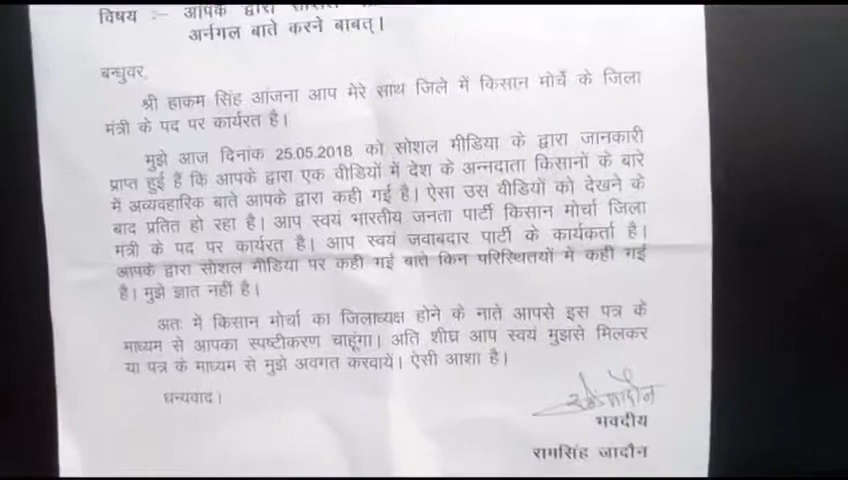 विषय :– आपके द्वारा सोशल
अर्नगल बाते करने बाबत्।
बन्धुवर,
श्री हाकम सिंह आंजना आप मेरे साथ जिले में किसान मोर्चे के जिला
मंत्री के पद पर कार्यरत है।
मुझे आज दिनांक 25.05.2018 को सोशल मीडिया के द्वारा जानकारी
प्राप्त हुई है कि आपके द्वारा एक वीडियों में देश के अन्नदाता किसानों के बारे
में अव्यवहारिक बाते आपके द्वारा कही गई है। ऐसा उस वीडियों को देखने के
बाद प्रतित हो रहा है। आप स्वयं भारतीय जनता पार्टी किसान मोर्चा जिला
मंत्री के पद पर कार्यरत है। आप स्वयं जवाबदार पार्टी के कार्यकर्ता है।
आपके द्वारा सोशल मीडिया पर कही गई बाते किन परिस्थितयों में कही गई
है। मुझे ज्ञात नहीं है।
अतः में किसान मोर्चा का जिलाध्यक्ष होने के नाते आपसे इस पत्र के
माध्यम से आपका स्पष्टीकरण चाहूंगा। अति शीघ्र आप स्वयं मुझसे मिलकर
या पत्र के माध्यम से मुझे अवगत करवायें। ऐसी आशा है।
धन्यवाद।
भवदीय
रामसिंह जादौन